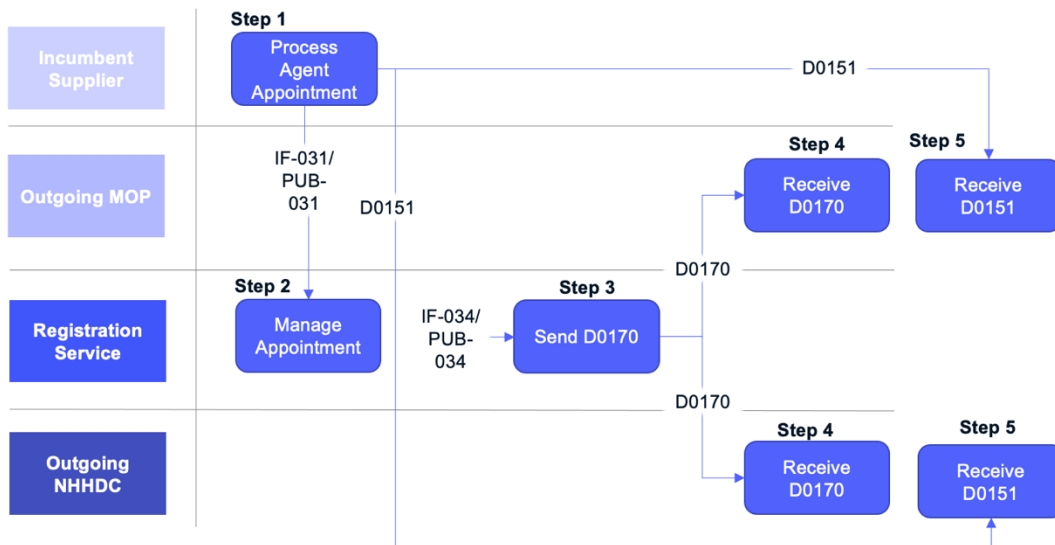 Incumbent
Supplier
Step 1
Process
Agent
Appointment
D0151
Outgoing MOP
IF-031/
PUB-
031
D0151
Step 4
Receive
D0170
Step 5
Receive
D0151
D0170
Registration
Service
Step 2
Manage
Appointment
IF-034/
PUB-
034
Step 3
Send D0170
D0170
Outgoing
NHHDC
Step 4
Receive
D0170
Step 5
Receive
D0151